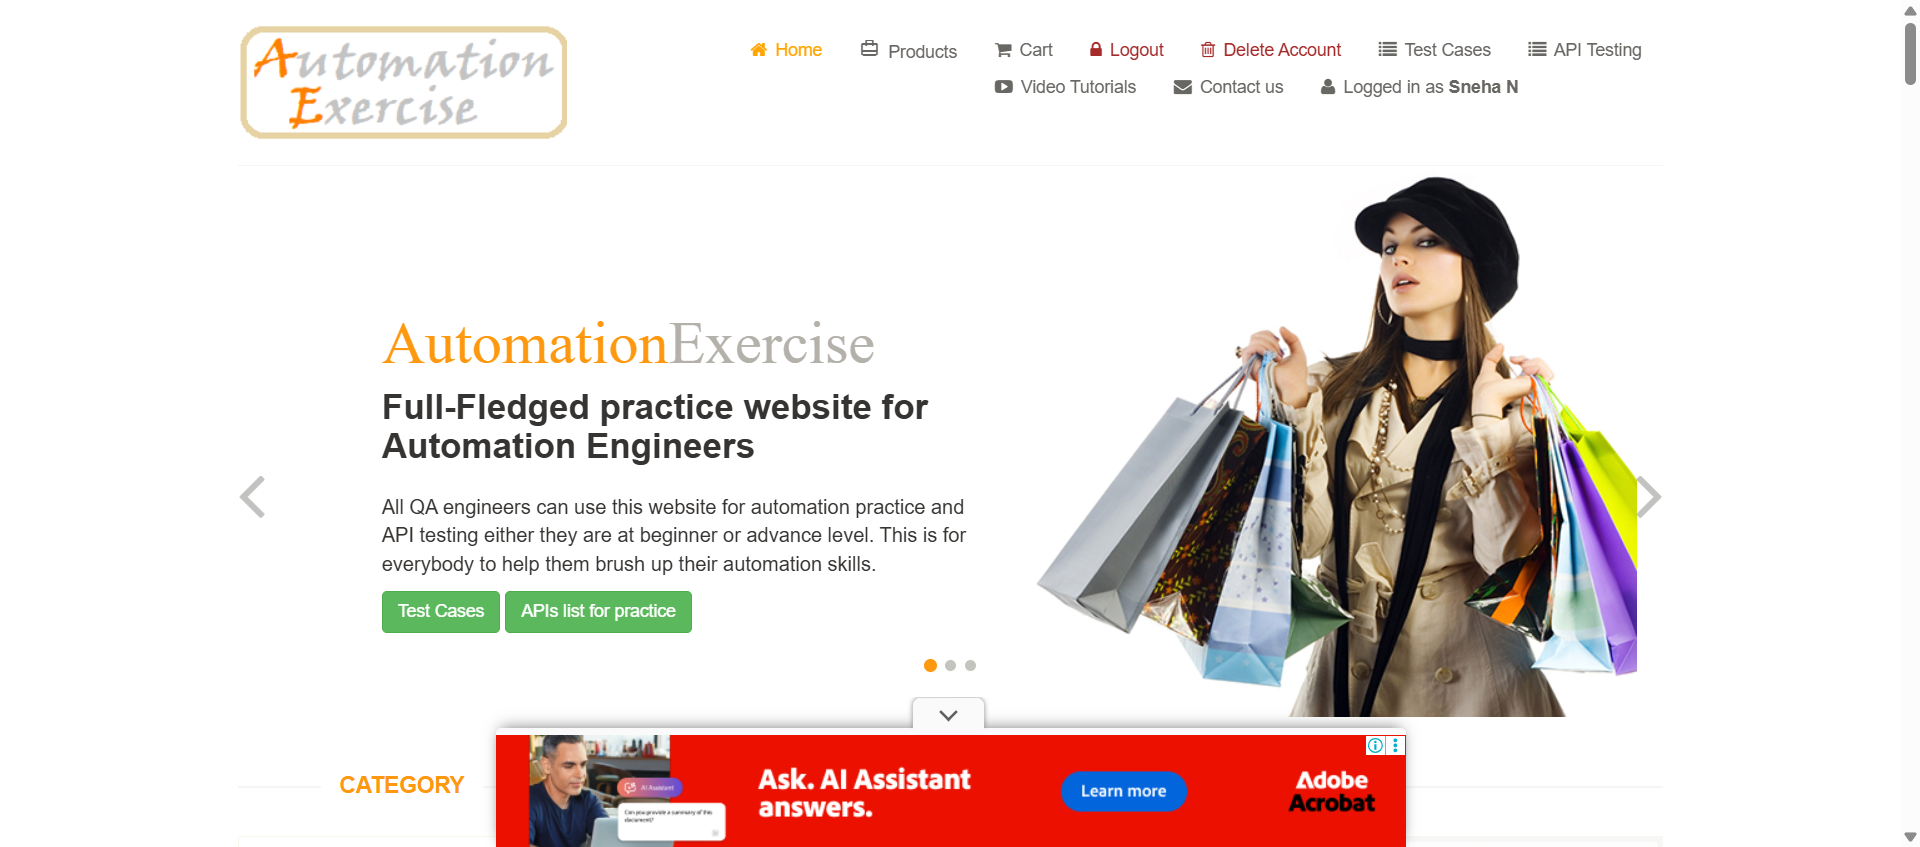 Automation
Exercise
Home Products Cart Logout Delete Account Test Cases API Testing
Video Tutorials Contact us Logged in as Sneha N
AutomationExercise
Full-Fledged practice website for
Automation Engineers
All QA engineers can use this website for automation practice and
API testing either they are at beginner or advance level. This is for
everybody to help them brush up their automation skills.
Test Cases APIs list for practice
CATEGORY
AI Assistant
Can you provide a summary of this
document?
Ask. AI Assistant
answers.
Learn more
Adobe
Acrobat